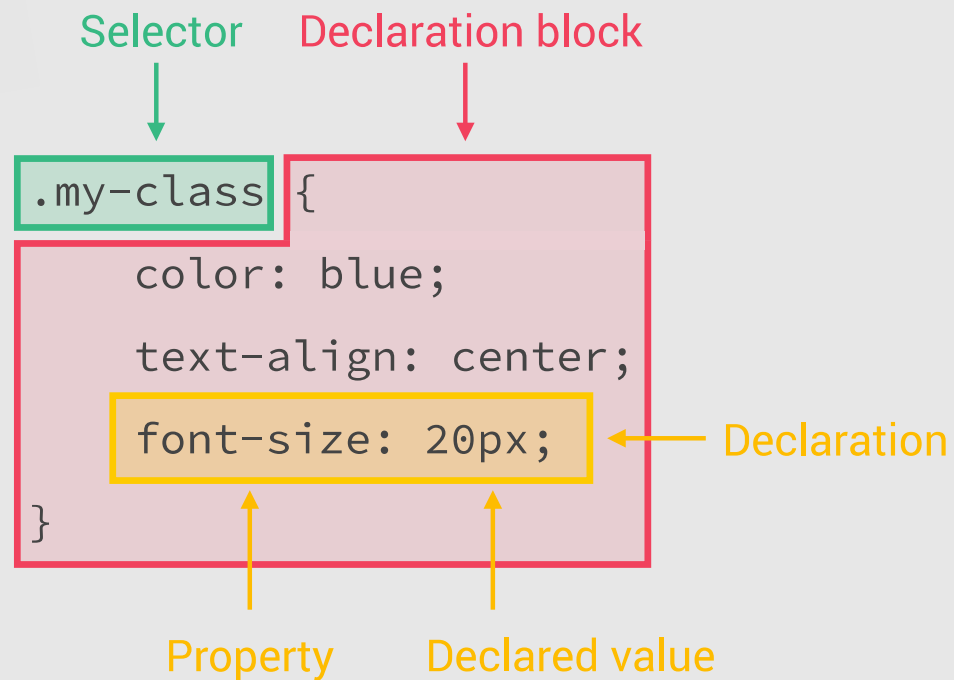 Selector Declaration block
.my-class {
color: blue;
text-align: center;
font-size: 20px;
Declaration
}
Property Declared value